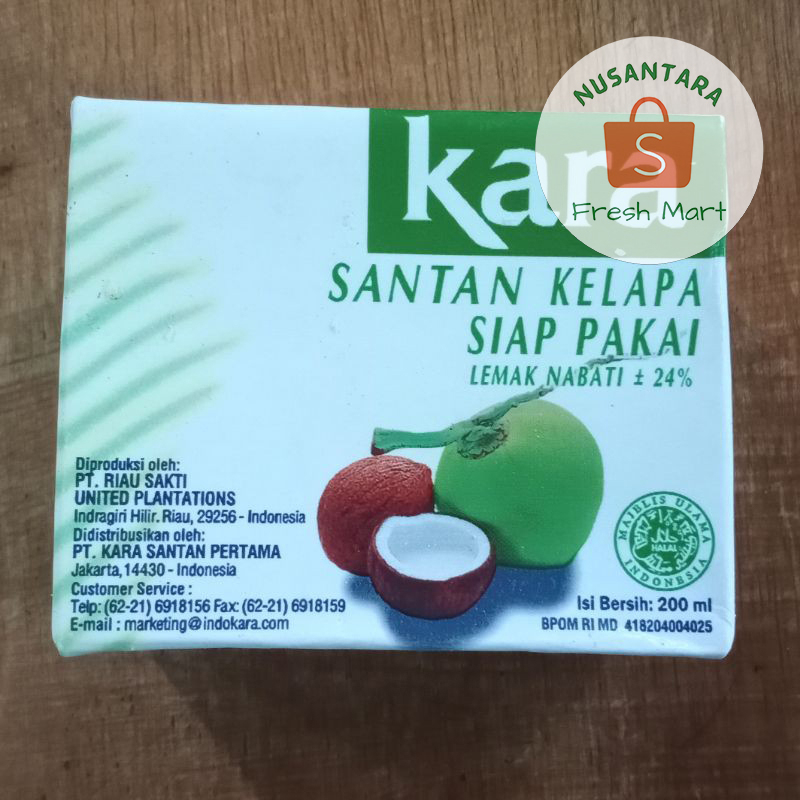 NUSANTARA
S
Fresh Mart
kara
SANTAN KELAPA
SIAP PAKAI
LEMAK NABATI ± 24%
Diproduksi oleh:
PT. RIAU SAKTI
UNITED PLANTATIONS
Indragiri Hilir. Riau, 29256 - Indonesia
Didistribusikan oleh:
PT. KARA SANTAN PERTAMA
Jakarta,14430 - Indonesia
Customer Service :
Telp: (62-21) 6918156 Fax: (62-21) 6918159
E-mail : marketing@indokara.com
MAJBLIS ULAMA
HALAL
INDONESIA
Isi Bersih: 200 ml
BPOM RI MD 418204004025